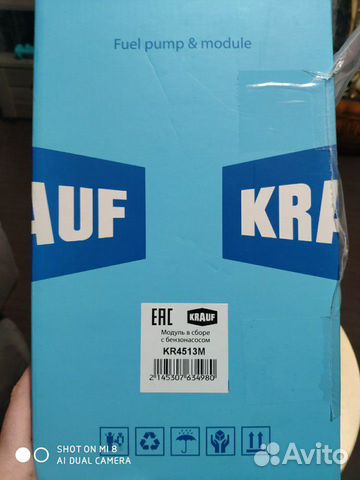 Fuel pump & module
AUF
KRA
EAC
KRAUF
Модуль в сборе
с бензонасосом
KR4513M
2 145307 634980
SHOT ON MI 8
AI DUAL CAMERA
Avito